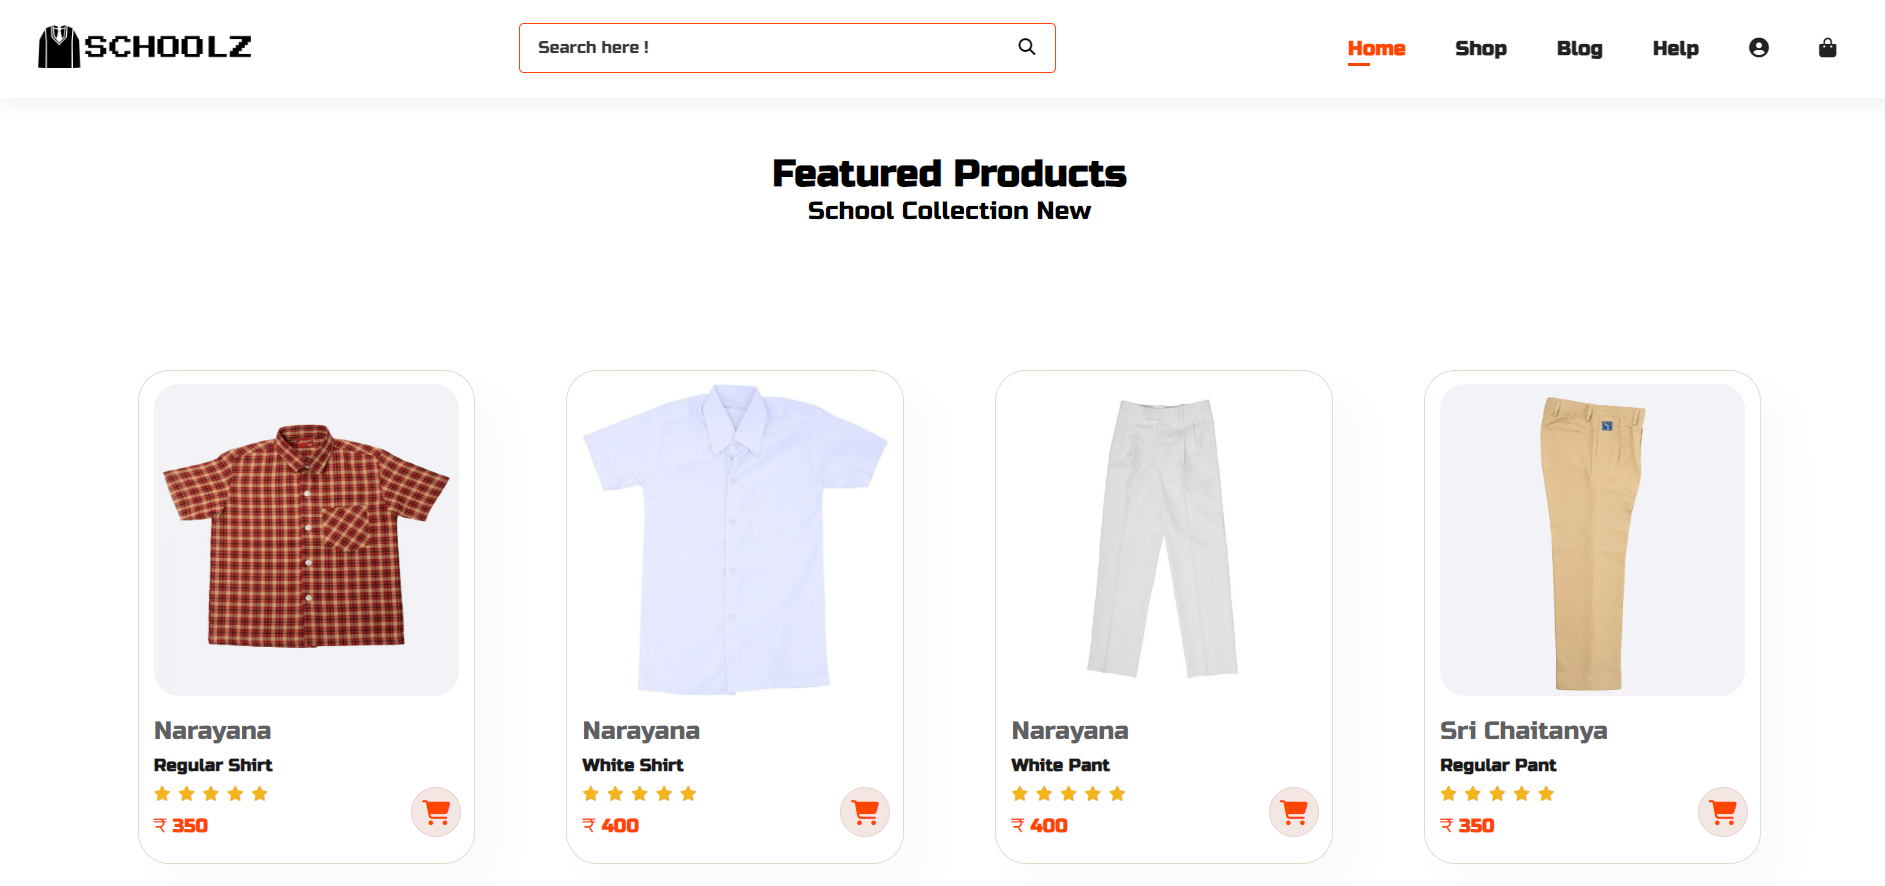 SCHOOLZ
Search here !
Home
Shop
Blog
Help
Featured Products
School Collection New
Narayana
Regular Shirt
₹ 350
Narayana
White Shirt
₹ 400
Narayana
White Pant
₹ 400
Sri Chaitanya
Regular Pant
₹ 350